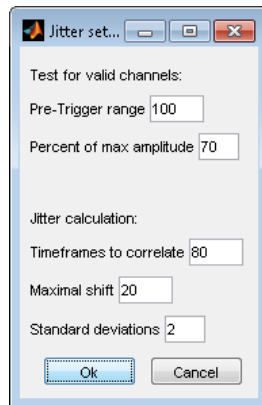 Jitter set...
Test for valid channels:
Pre-Trigger range 100
Percent of max amplitude 70
Jitter calculation:
Timeframes to correlate 80
Maximal shift 20
Standard deviations 2
Ok Cancel